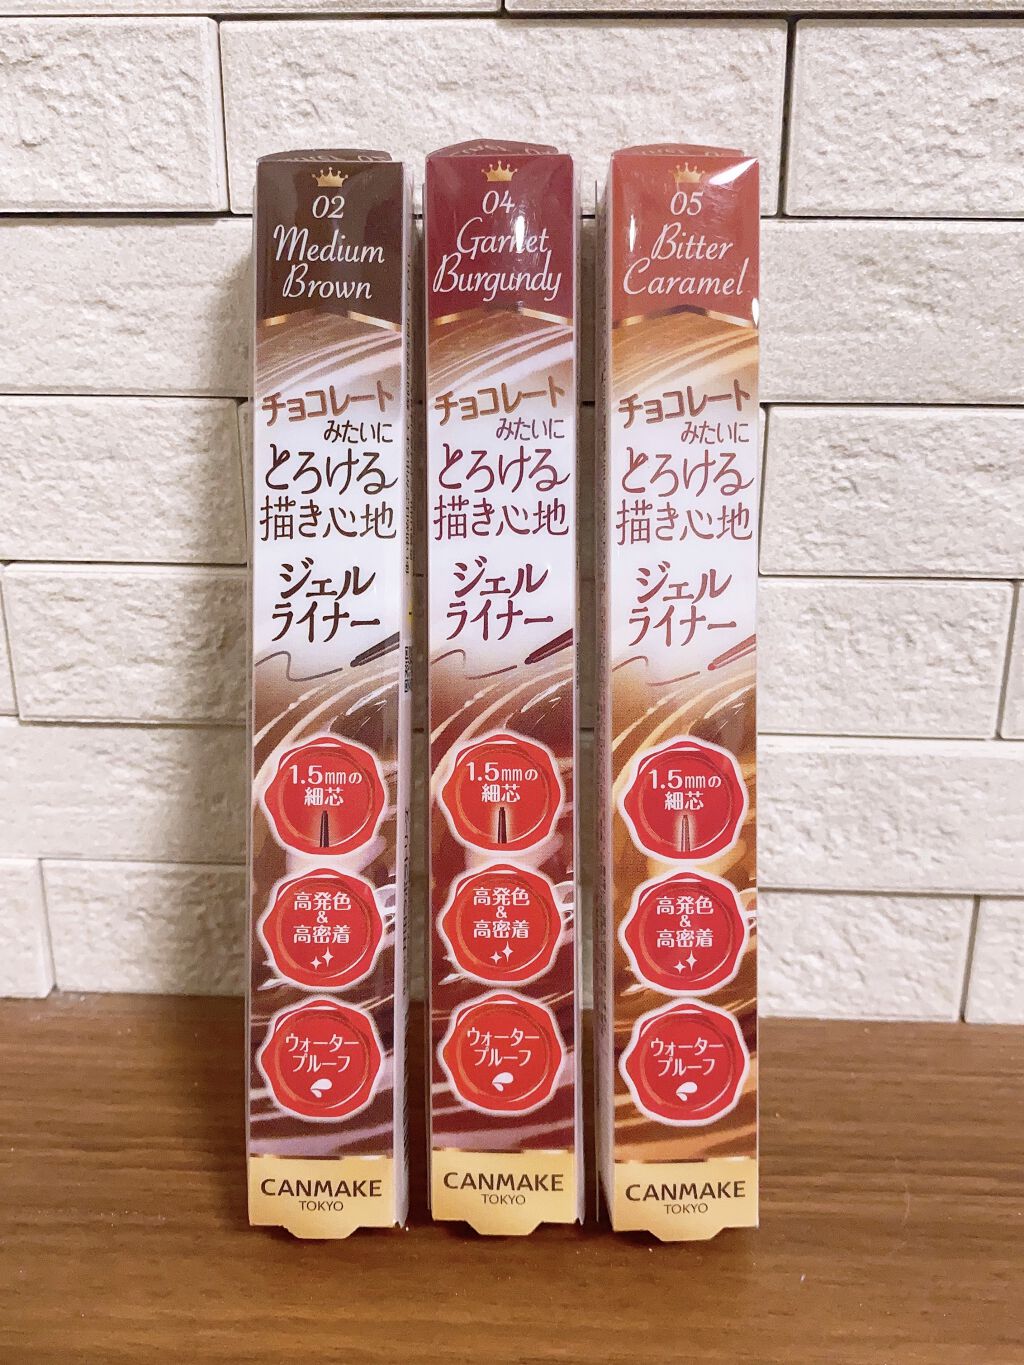 02
Medium
Brown
チョコレート
みたいに
とろける
描き心地
ジェル
ライナー
1.5mmの
細芯
高発色
&
高密着
ウォーター
プルーフ
CANMAKE
TOKYO
04
Garnet
Burgundy
チョコレート
みたいに
とろける
描き心地
ジェル
ライナー
1.5mmの
細芯
高発色
&
高密着
ウォーター
プルーフ
CANMAKE
TOKYO
05
Bitter
Caramel
チョコレート
みたいに
とろける
描き心地
ジェル
ライナー
1.5mmの
細芯
高発色
&
高密着
ウォーター
プルーフ
CANMAKE
TOKYO